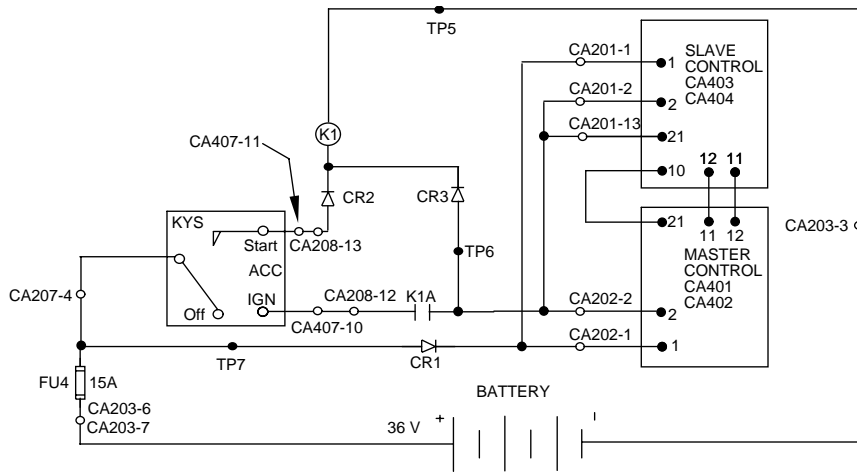 TP5
CA201-1
1
SLAVE
CONTROL
CA403
CA404
CA201-2
2
CA201-13
21
K1
CA407-11
10
12 11
CR2
CR3
KYS
Start
CA208-13
21
11 12
CA203-3
ACC
TP6
MASTER
CONTROL
CA401
CA402
CA207-4
IGN
CA208-12
K1A
CA202-2
2
Off
CA407-10
CA202-1
1
TP7
CR1
FU4
15A
BATTERY
CA203-6
CA203-7
36 V
+
-